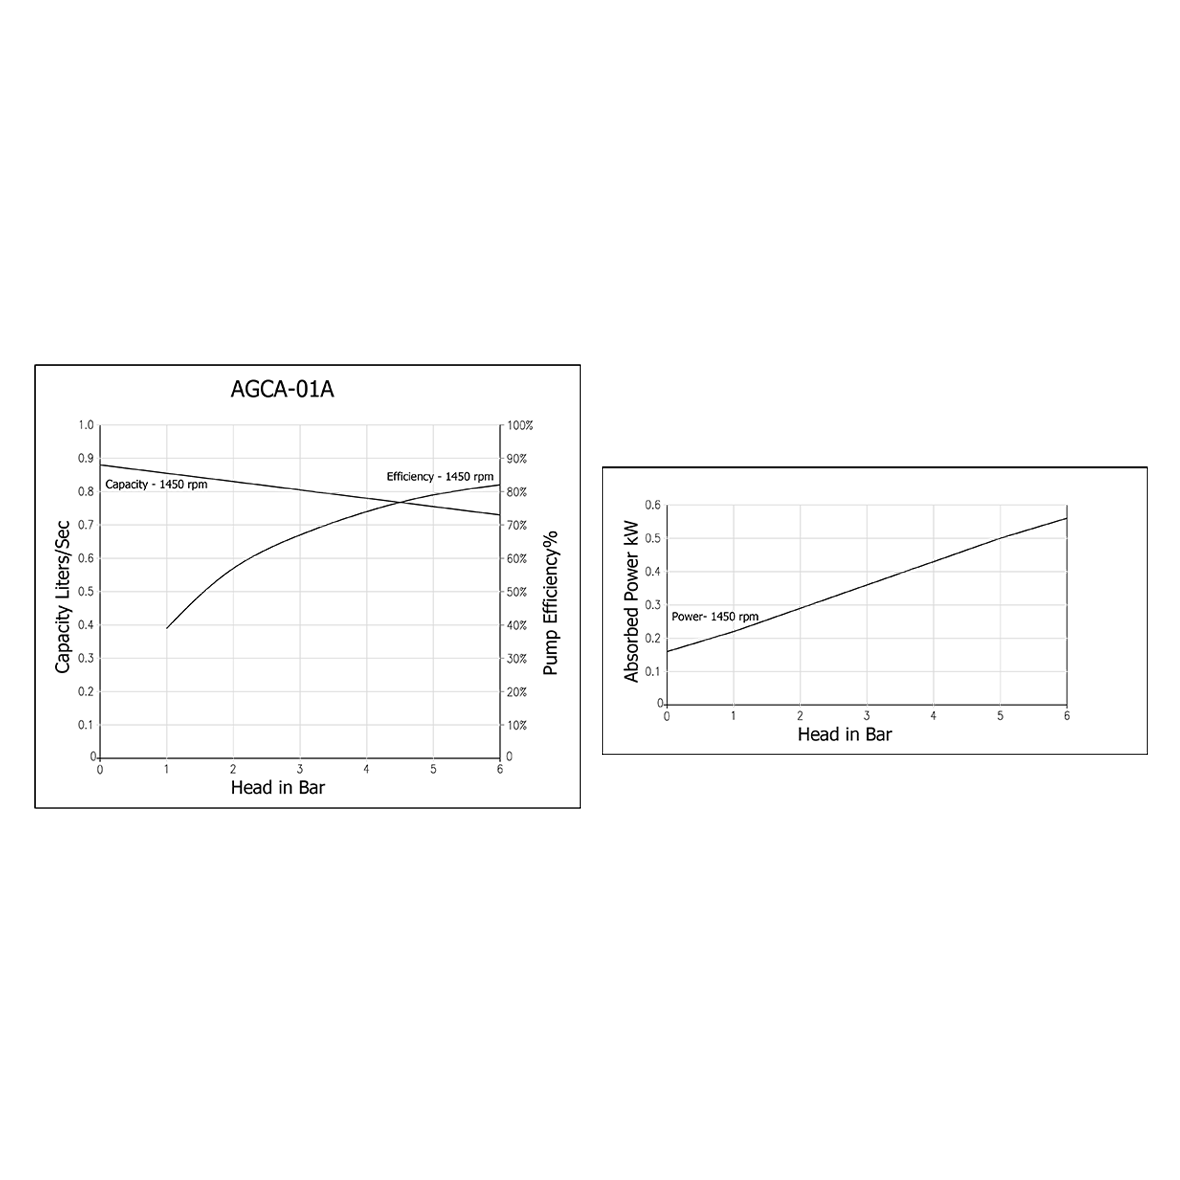 AGCA-01A
1.0
0.9
0.8
0.7
0.6
0.5
0.4
0.3
0.2
0.1
0
Capacity Liters/Sec
Capacity - 1450 rpm
Efficiency - 1450 rpm
100%
90%
80%
70%
60%
50%
40%
30%
20%
10%
0
Pump Efficiency%
0 1 2 3 4 5 6
Head in Bar
0.6
0.5
0.4
0.3
0.2
0.1
0
Absorbed Power kW
Power- 1450 rpm
0 1 2 3 4 5 6
Head in Bar